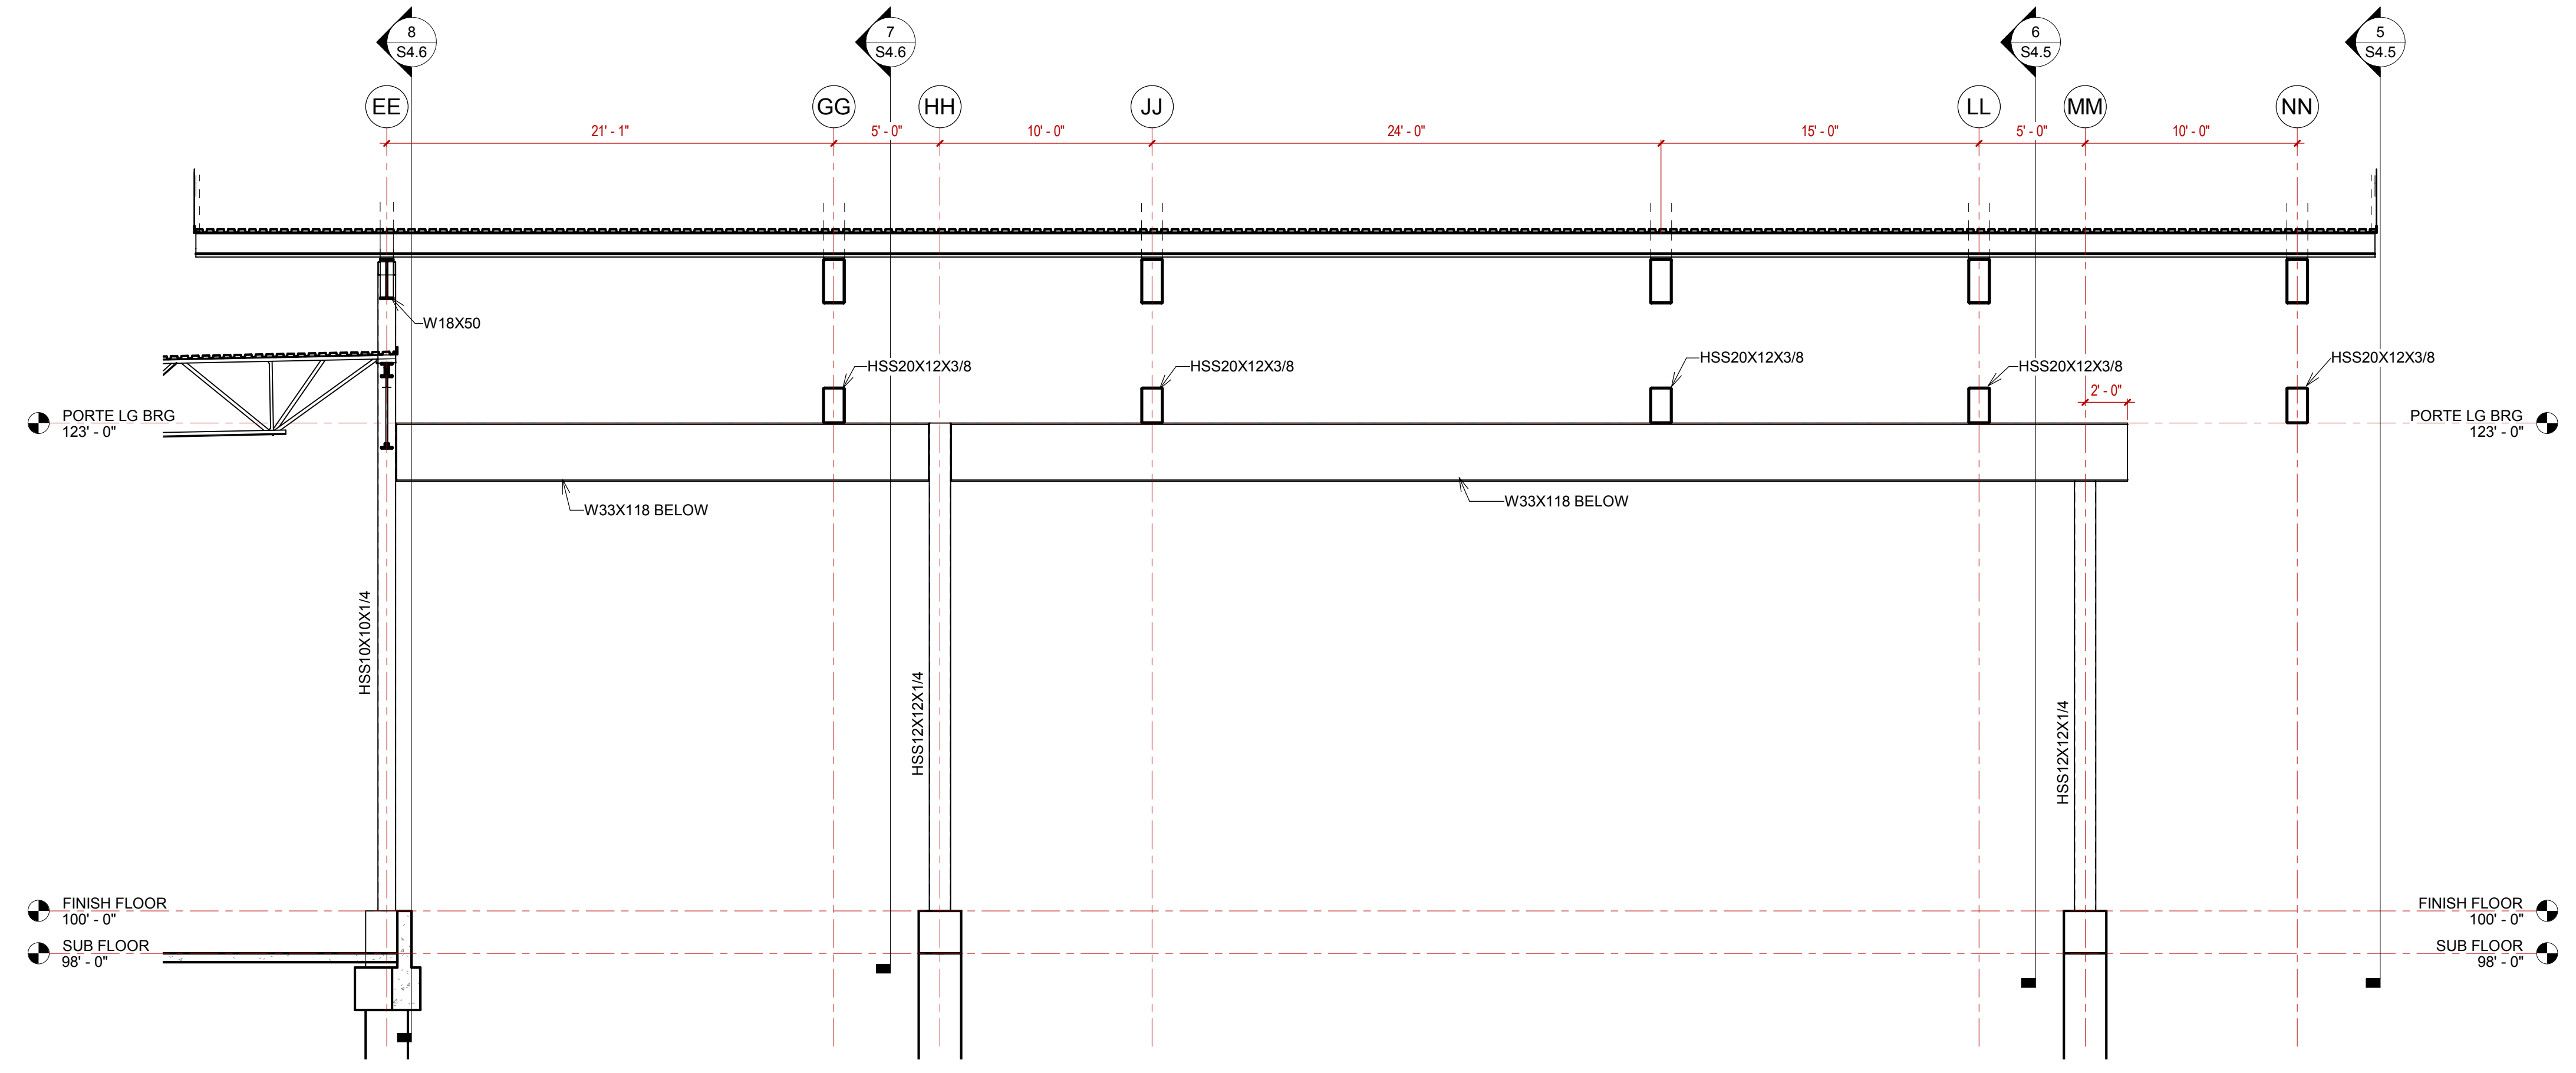 8
S4.6
7
S4.6
6
S4.5
5
S4.5
EE
GG
HH
JJ
LL
MM
NN
21' - 1"
5' - 0"
10' - 0"
24' - 0"
15' - 0"
5' - 0"
10' - 0"
W18X50
HSS20X12X3/8
HSS20X12X3/8
HSS20X12X3/8
HSS20X12X3/8
HSS20X12X3/8
2' - 0"
PORTE LG BRG
123' - 0"
PORTE LG BRG
123' - 0"
W33X118 BELOW
W33X118 BELOW
HSS10X10X1/4
HSS12X12X1/4
HSS12X12X1/4
FINISH FLOOR
100' - 0"
FINISH FLOOR
100' - 0"
SUB FLOOR
98' - 0"
SUB FLOOR
98' - 0"